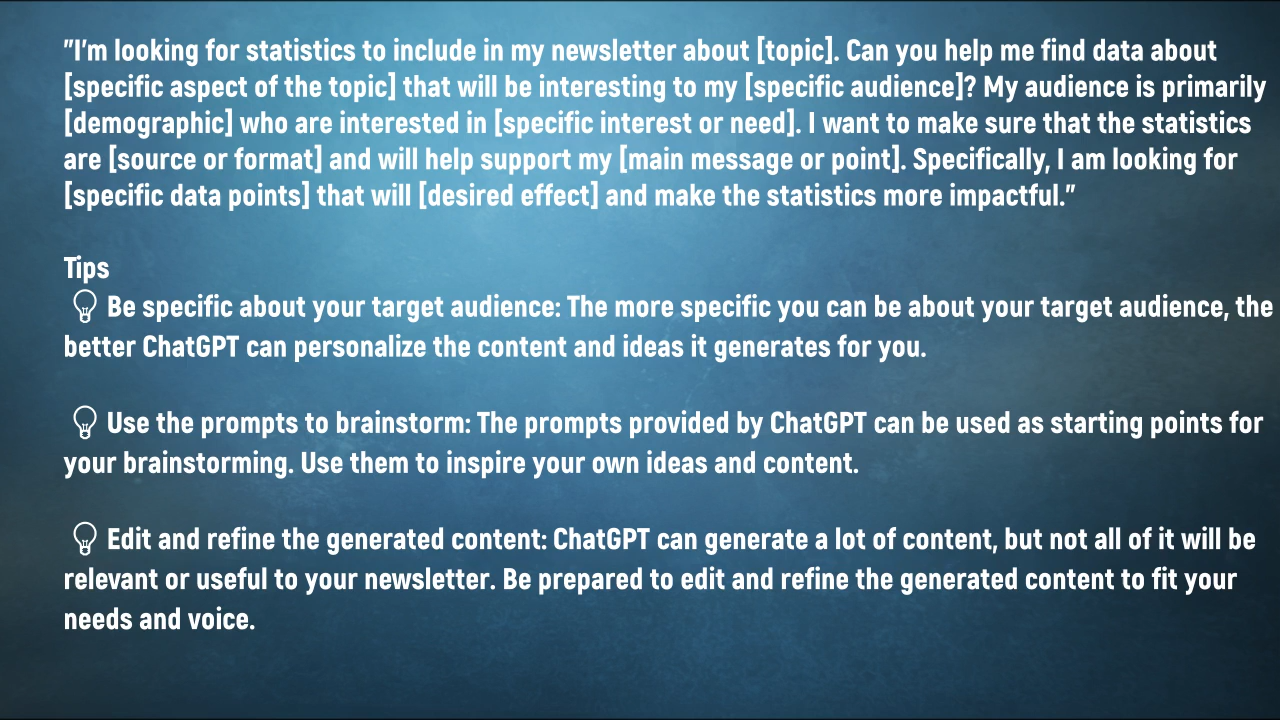 "I'm looking for statistics to include in my newsletter about [topic]. Can you help me find data about
[specific aspect of the topic] that will be interesting to my [specific audience]? My audience is primarily
[demographic] who are interested in [specific interest or need]. I want to make sure that the statistics
are [source or format] and will help support my [main message or point]. Specifically, I am looking for
[specific data points] that will [desired effect] and make the statistics more impactful."
Tips
💡 Be specific about your target audience: The more specific you can be about your target audience, the
better ChatGPT can personalize the content and ideas it generates for you.
💡 Use the prompts to brainstorm: The prompts provided by ChatGPT can be used as starting points for
your brainstorming. Use them to inspire your own ideas and content.
💡 Edit and refine the generated content: ChatGPT can generate a lot of content, but not all of it will be
relevant or useful to your newsletter. Be prepared to edit and refine the generated content to fit your
needs and voice.